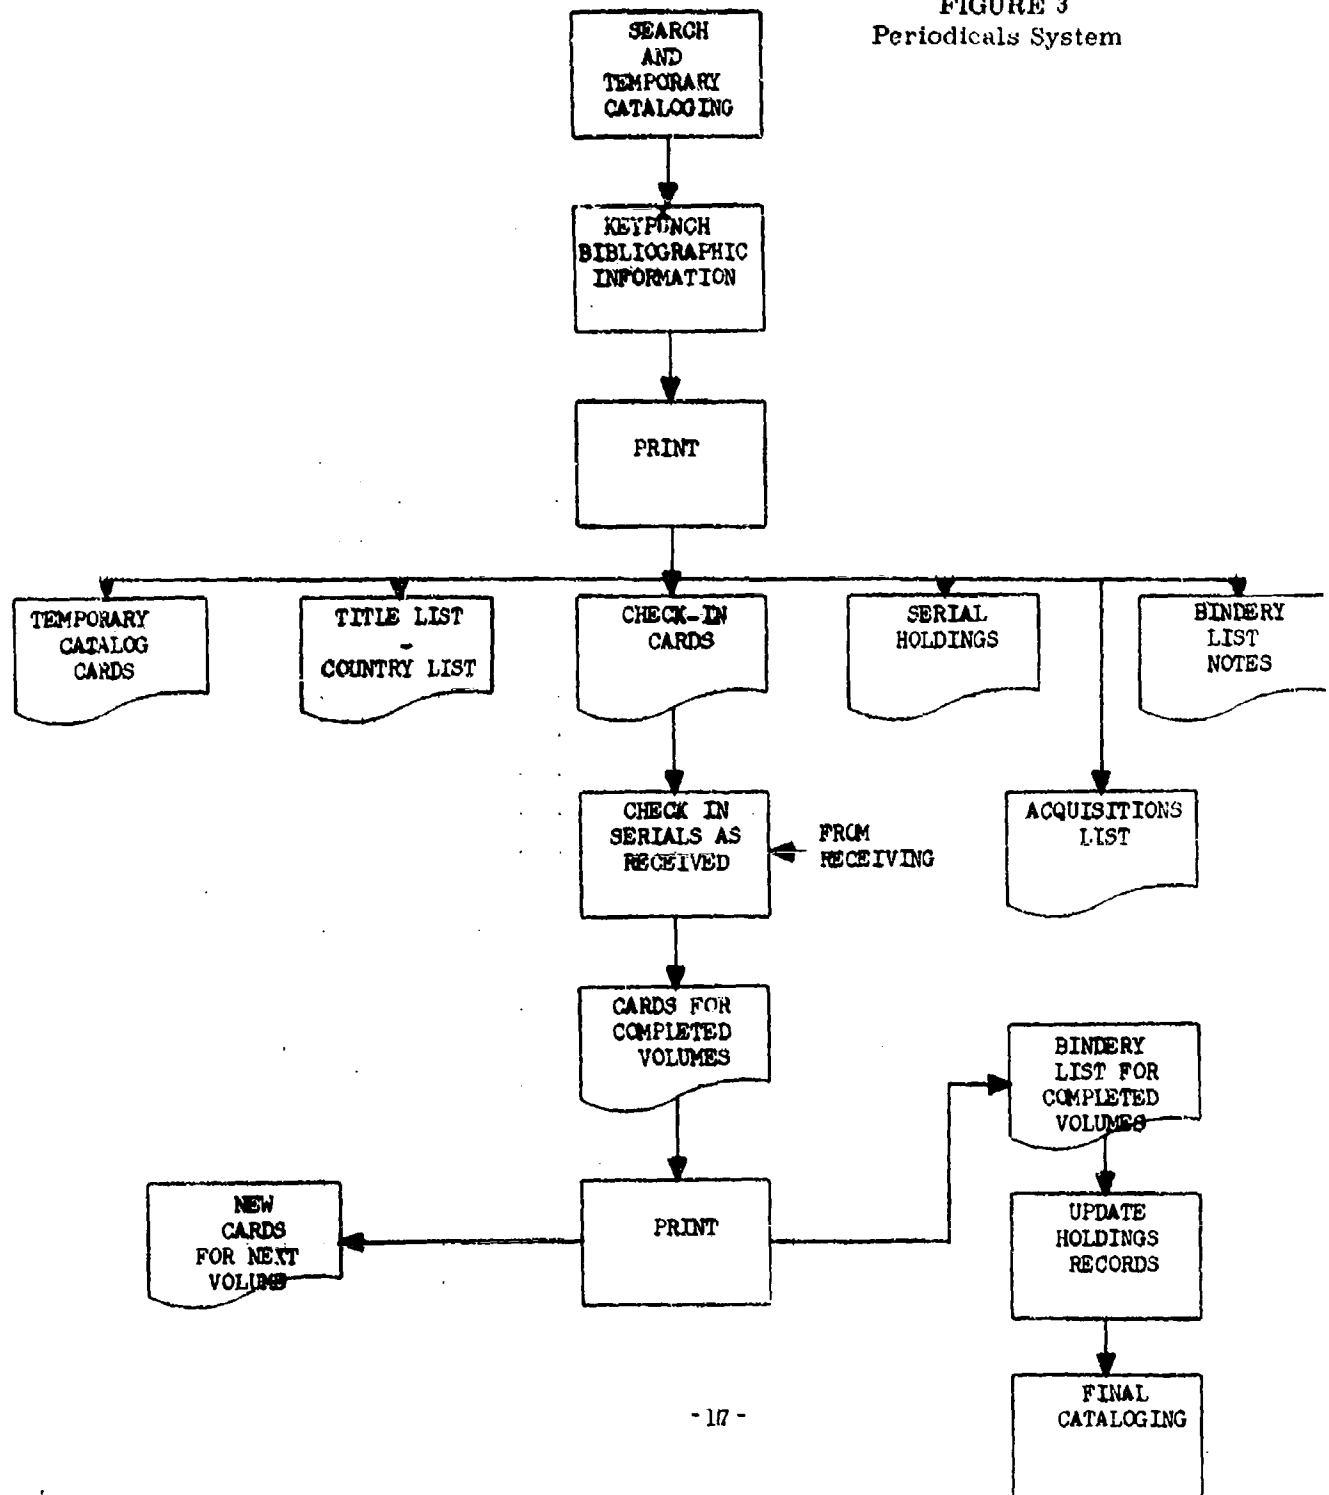 FIGURE 3
Periodicals System
SEARCH
AND
TEMPORARY
CATALOGING
KEYPUNCH
BIBLIOGRAPHIC
INFORMATION
PRINT
TEMPORARY
CATALOG
CARDS
TITLE LIST
-
COUNTRY LIST
CHECK-IN
CARDS
SERIAL
HOLDINGS
BINDERY
LIST
NOTES
CHECK IN
SERIALS AS
RECEIVED
FROM
RECEIVING
ACQUISITIONS
LIST
CARDS FOR
COMPLETED
VOLUMES
BINDERY
LIST FOR
COMPLETED
VOLUMES
NEW
CARDS
FOR NEXT
VOLUME
PRINT
UPDATE
HOLDINGS
RECORDS
FINAL
CATALOGING